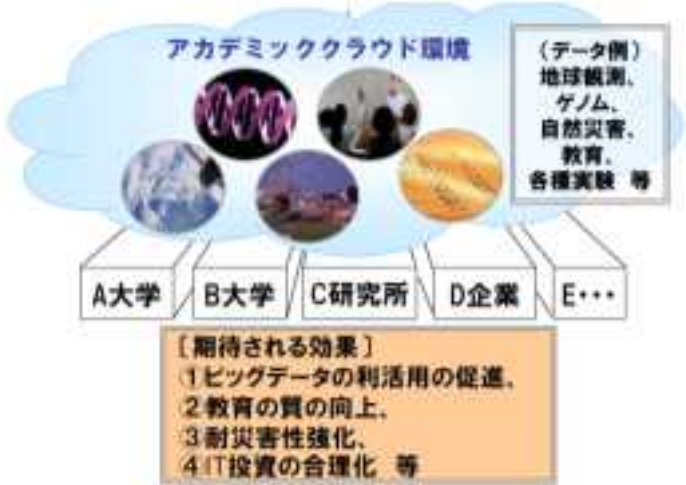 アカデミッククラウド環境
(データ例)
地球観測、
ゲノム、
自然災害、
教育、
各種実験 等
A大学
B大学
C研究所
D企業
E・・・
[期待される効果]
①ビッグデータの利活用の促進、
②教育の質の向上、
③耐災害性強化、
④IT投資の合理化 等